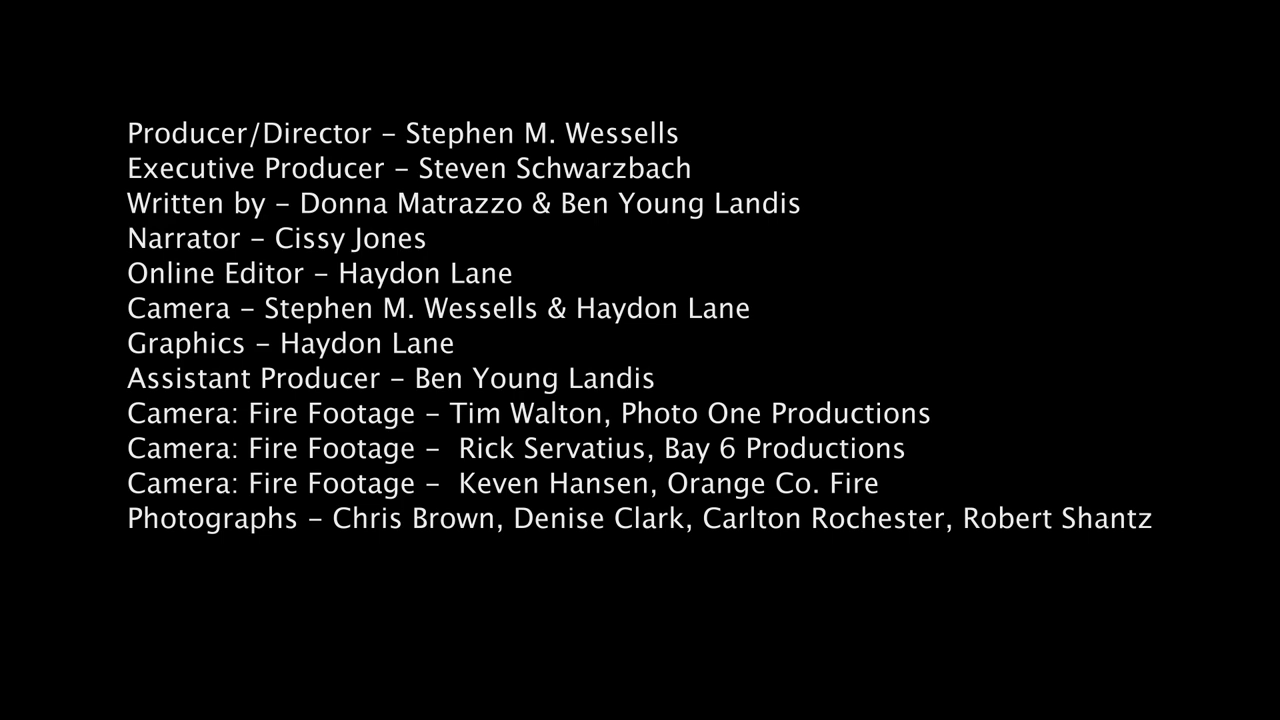 Producer/Director – Stephen M. Wessells
Executive Producer – Steven Schwarzbach
Written by – Donna Matrazzo & Ben Young Landis
Narrator – Cissy Jones
Online Editor – Haydon Lane
Camera – Stephen M. Wessells & Haydon Lane
Graphics – Haydon Lane
Assistant Producer – Ben Young Landis
Camera: Fire Footage – Tim Walton, Photo One Productions
Camera: Fire Footage –  Rick Servatius, Bay 6 Productions
Camera: Fire Footage –  Keven Hansen, Orange Co. Fire
Photographs – Chris Brown, Denise Clark, Carlton Rochester, Robert Shantz